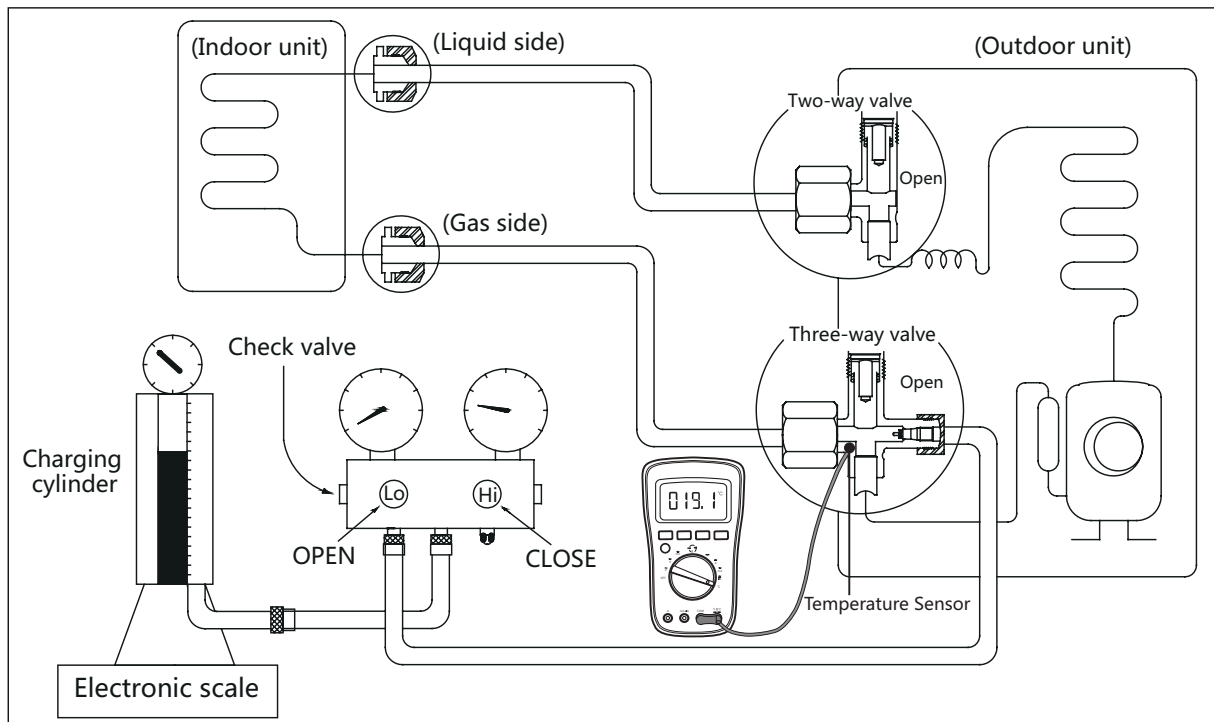 (Indoor unit)
(Liquid side)
(Outdoor unit)
Two-way valve
Open
(Gas side)
Three-way valve
Open
Check valve
Charging
cylinder
Lo
Hi
OPEN
CLOSE
019.1
°C
Temperature Sensor
Electronic scale